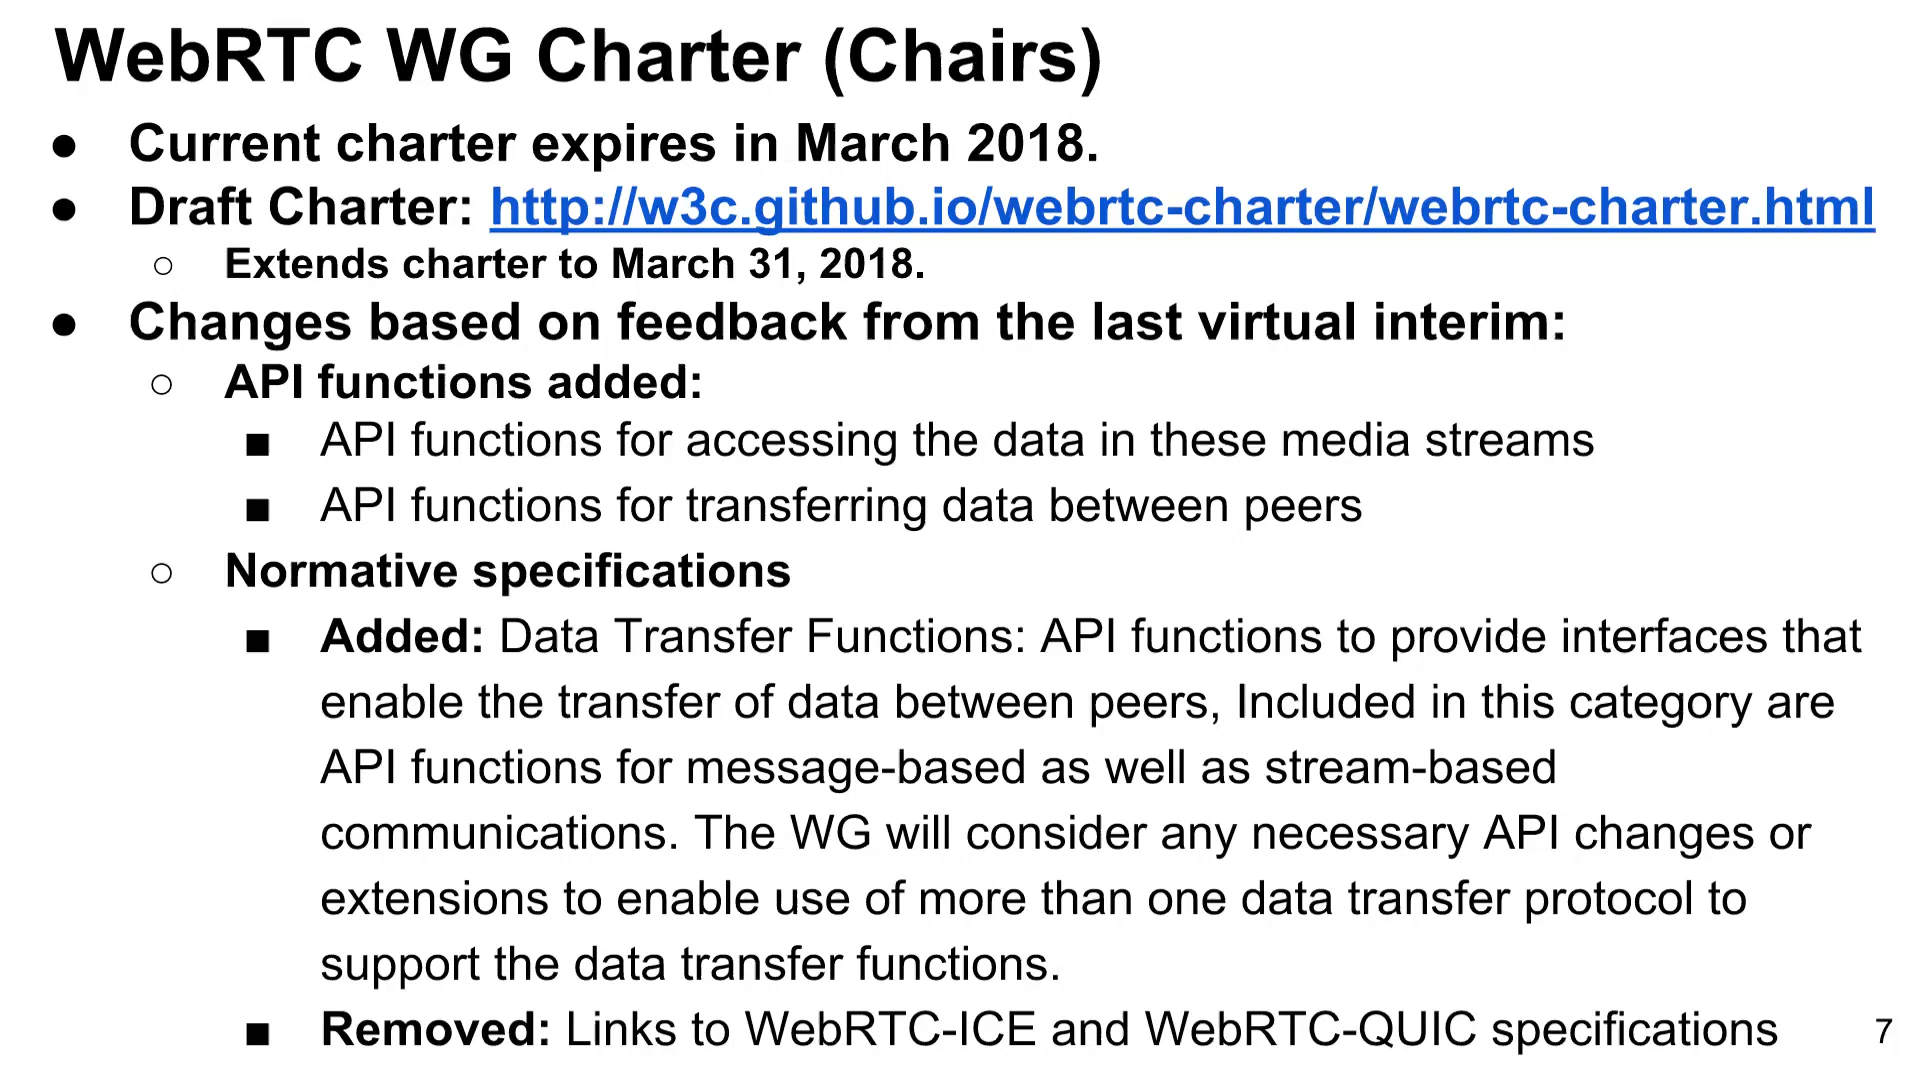 WebRTC WG Charter (Chairs)
● Current charter expires in March 2018.
● Draft Charter: http://w3c.github.io/webrtc-charter/webrtc-charter.html
○ Extends charter to March 31, 2018.
● Changes based on feedback from the last virtual interim:
○ API functions added:
■ API functions for accessing the data in these media streams
■ API functions for transferring data between peers
○ Normative specifications
■ Added: Data Transfer Functions: API functions to provide interfaces that
enable the transfer of data between peers, Included in this category are
API functions for message-based as well as stream-based
communications. The WG will consider any necessary API changes or
extensions to enable use of more than one data transfer protocol to
support the data transfer functions.
■ Removed: Links to WebRTC-ICE and WebRTC-QUIC specifications
7